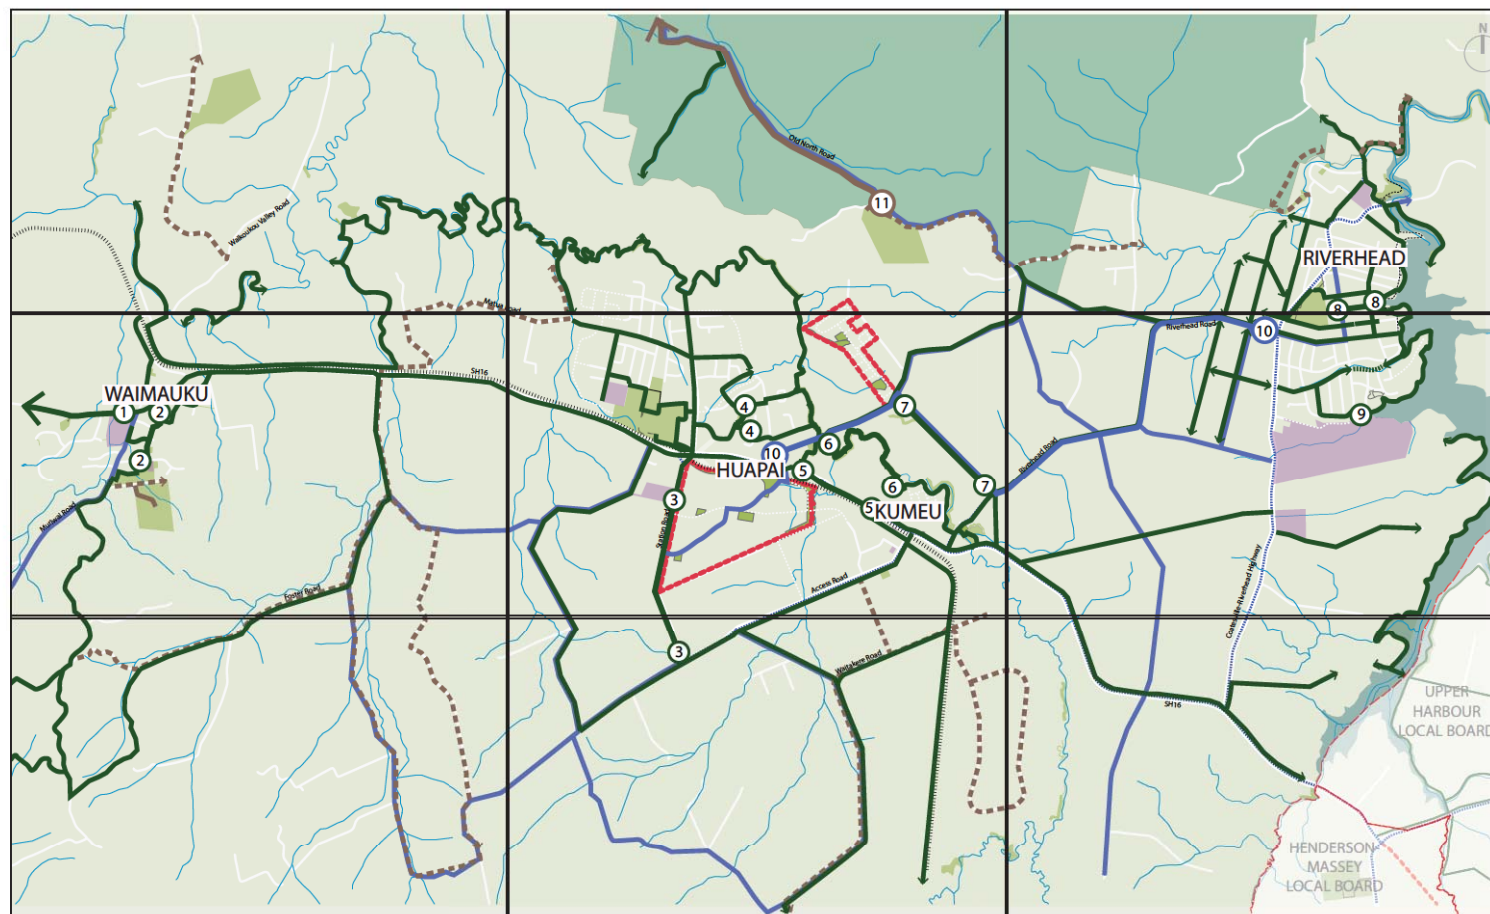 N
Old North Road
11
Waikoukou Valley Road
RIVERHEAD
Matua Road
8
8
Riverhead Road
10
SH16
WAIMAUKU
1
2
2
4
4
7
6
10
9
HUAPAI
5
3
Riverhead Road
6
7
5
KUMEU
Muriwai Road
Station Road
Access Road
Foster Road
Coatesville-Riverhead Highway
3
Waitakere Road
SH16
UPPER
HARBOUR
LOCAL BOARD
HENDERSON-
MASSEY
LOCAL BOARD